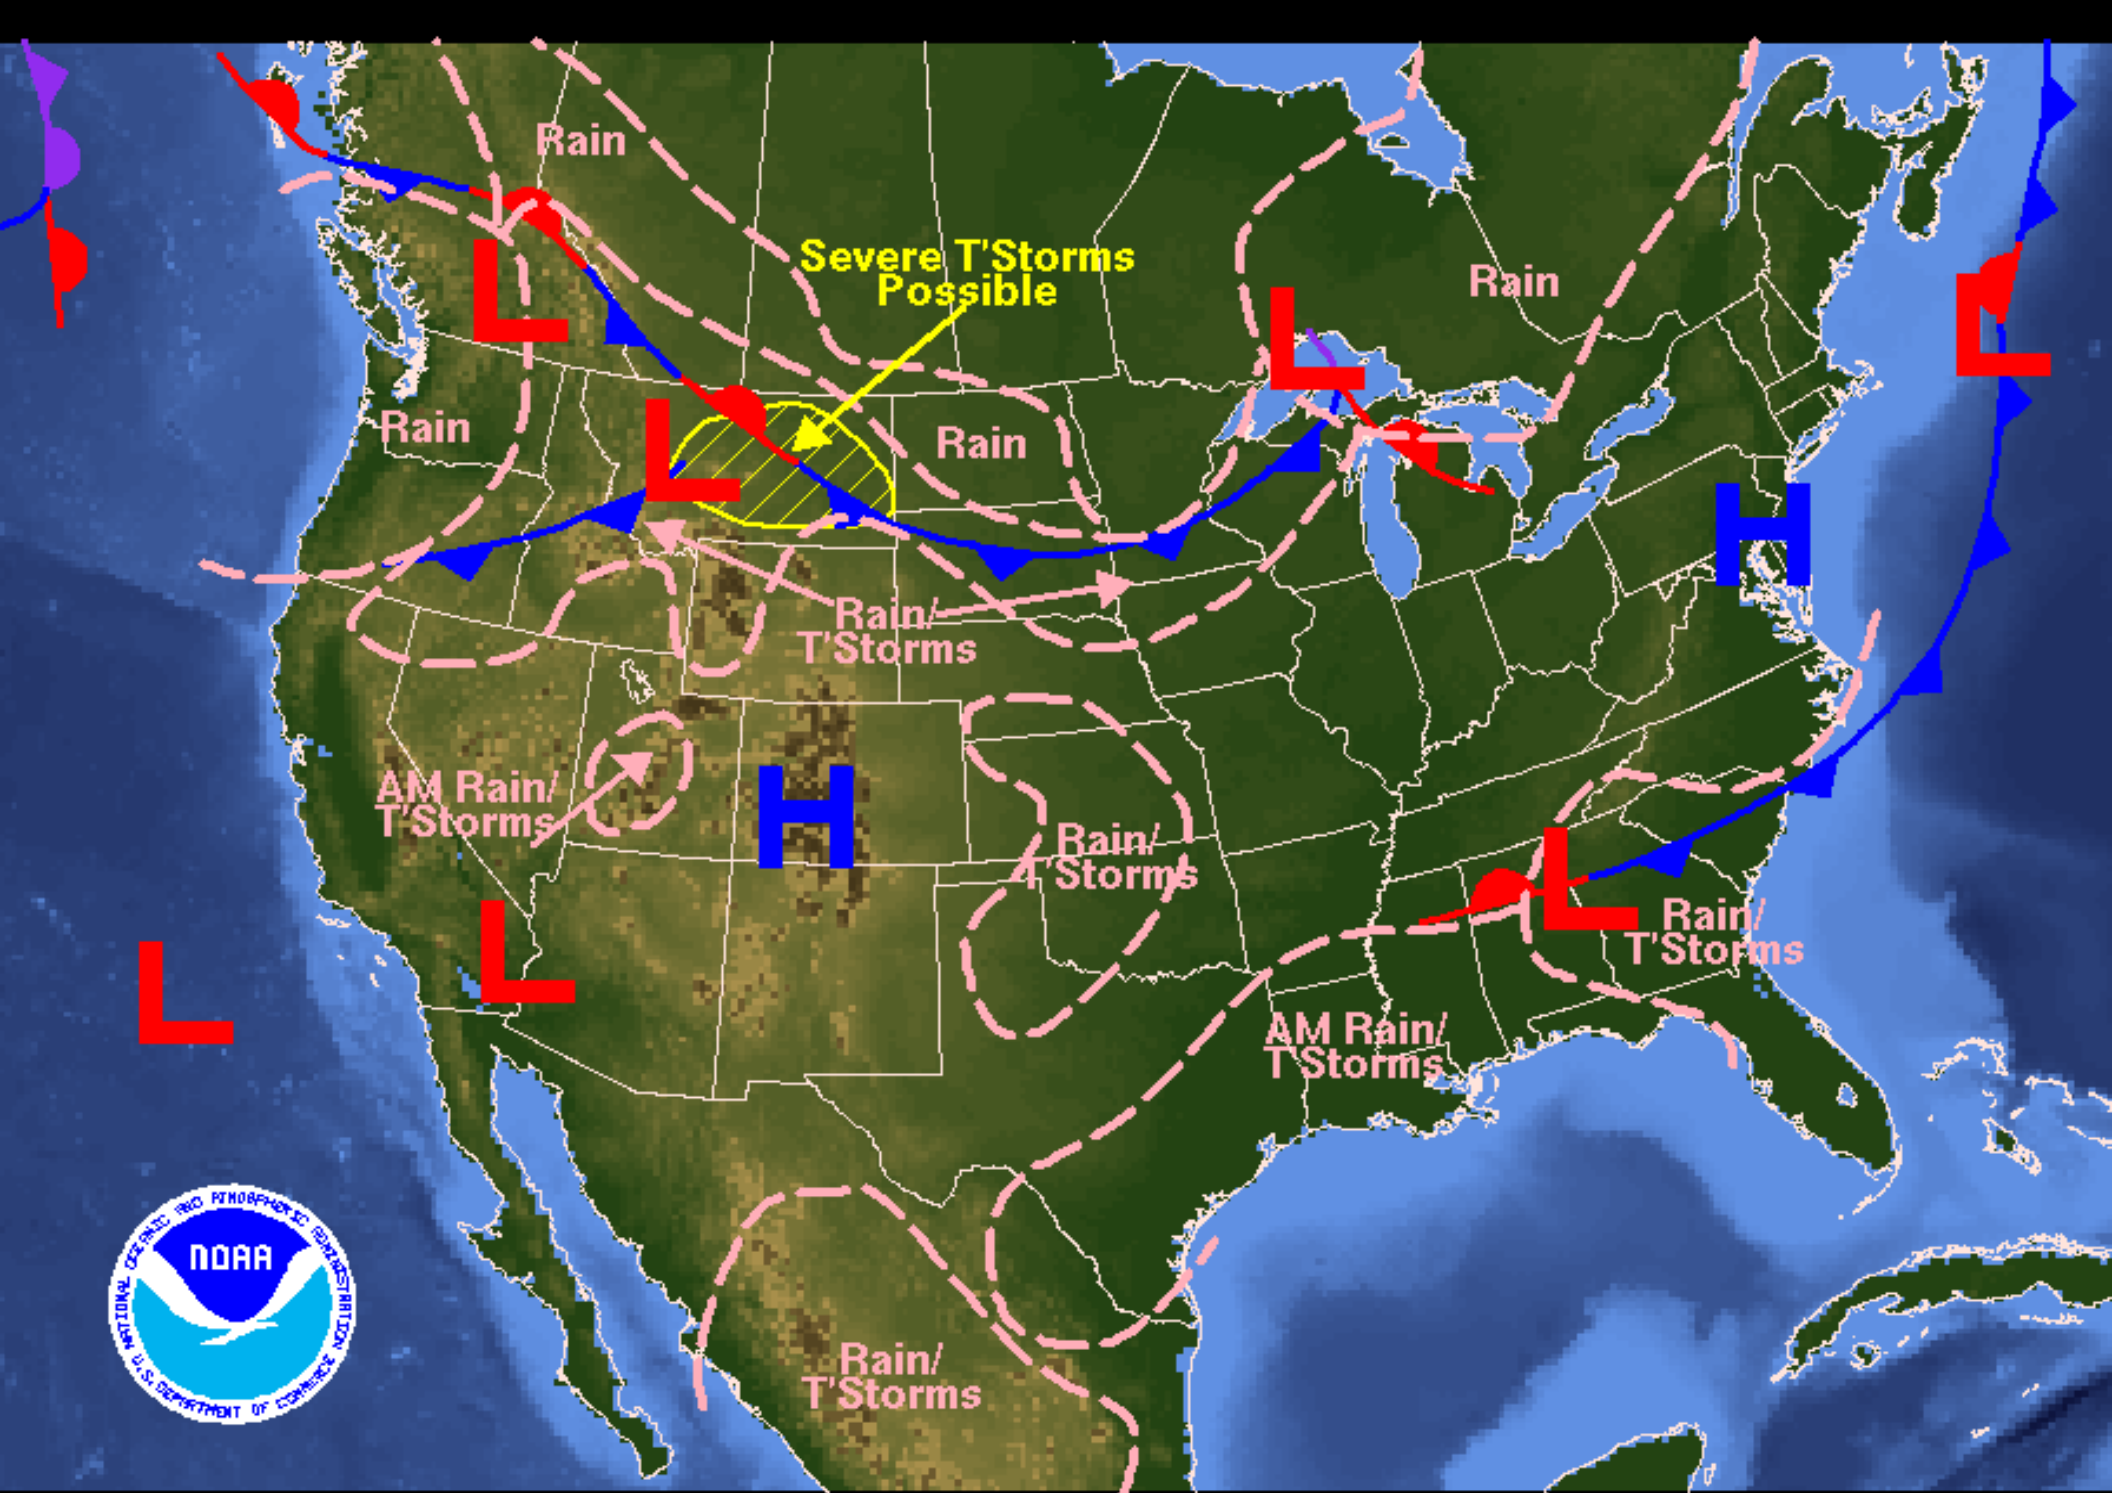 Rain
Severe T'Storms
Possible
Rain
L
L
L
Rain
Rain
L
H
Rain/
T'Storms
AM Rain/
T'Storms
H
Rain/
T'Storms
L
Rain/
T'Storms
L
L
AM Rain/
T'Storms
NATIONAL OCEANIC AND ATMOSPHERIC ADMINISTRATION
NOAA
U.S. DEPARTMENT OF COMMERCE
Rain/
T'Storms